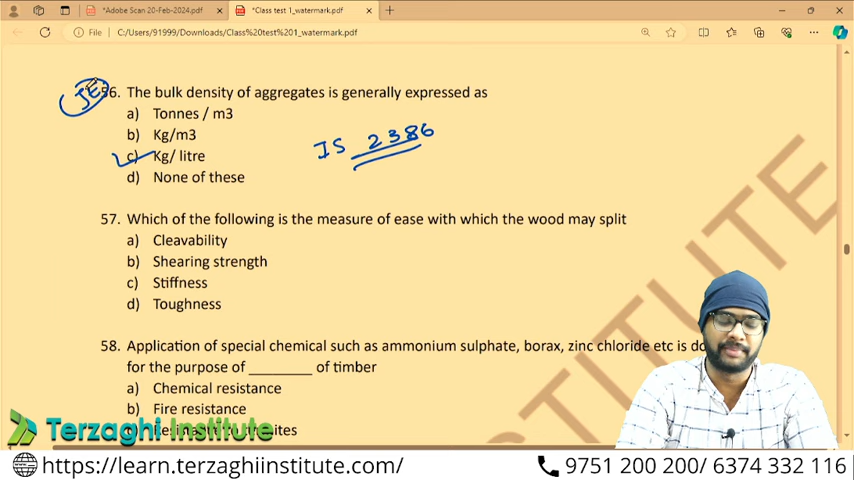 *Adobe Scan 20-Feb-2024.pdf
*Class test 1_watermark.pdf
File
C:/Users/91999/Downloads/Class%20test%201_watermark.pdf
JE
56. The bulk density of aggregates is generally expressed as
a) Tonnes / m3
b) Kg/m3
c) Kg/ litre
d) None of these
IS 2386
57. Which of the following is the measure of ease with which the wood may split
a) Cleavability
b) Shearing strength
c) Stiffness
d) Toughness
58. Application of special chemical such as ammonium sulphate, borax, zinc chloride etc is
for the purpose of ________ of timber
a) Chemical resistance
b) Fire resistance
Terzaghi Institute
https://learn.terzaghiinstitute.com/
9751 200 200/ 6374 332 116